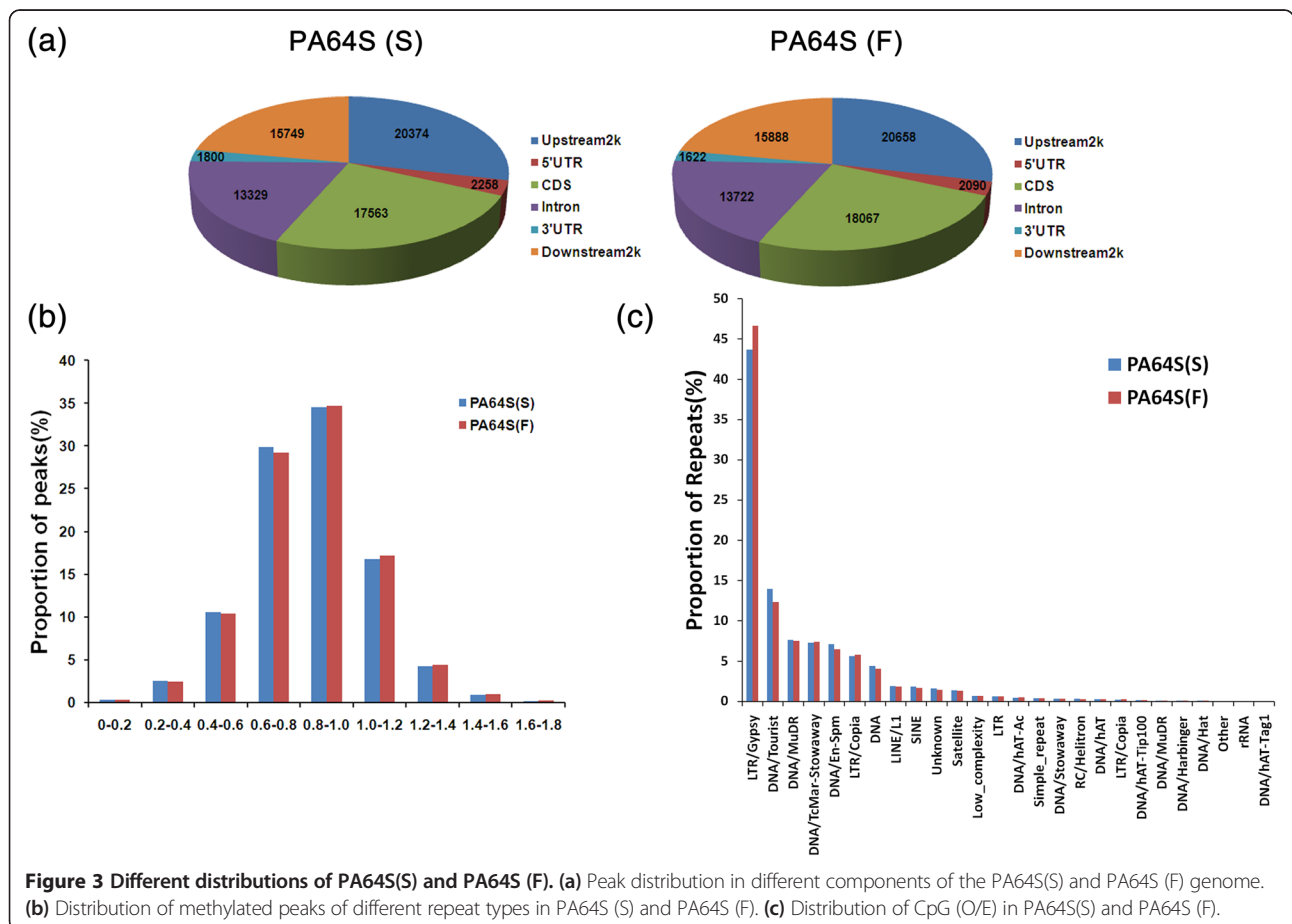 (a)
PA64S (S)
PA64S (F)
15749
20374
1800
2258
13329
17563
Upstream2k
5'UTR
CDS
Intron
3'UTR
Downstream2k
15888
20658
1622
2090
13722
18067
Upstream2k
5'UTR
CDS
Intron
3'UTR
Downstream2k
(b)
Proportion of peaks(%)
40
35
30
25
20
15
10
5
0
PA64S(S)
PA64S(F)
0-0.2
0.2-0.4
0.4-0.6
0.6-0.8
0.8-1.0
1.0-1.2
1.2-1.4
1.4-1.6
1.6-1.8
(c)
Proportion of Repeats(%)
50
45
40
35
30
25
20
15
10
5
0
PA64S(S)
PA64S(F)
LTR/Gypsy
DNA/Tourist
DNA/MuDR
DNA/TcMar-Stowaway
DNA/En-Spm
LTR/Copia
DNA
LINE/L1
SINE
Unknown
Satellite
Low_complexity
LTR
DNA/hAT-Ac
Simple_repeat
DNA/Stowaway
RC/Helitron
DNA/hAT
LTR/Copia
DNA/hAT-Tip100
DNA/MuDR
DNA/Harbinger
DNA/Hat
Other
rRNA
DNA/hAT-Tag1
Figure 3 Different distributions of PA64S(S) and PA64S (F). (a) Peak distribution in different components of the PA64S(S) and PA64S (F) genome.
(b) Distribution of methylated peaks of different repeat types in PA64S (S) and PA64S (F). (c) Distribution of CpG (O/E) in PA64S(S) and PA64S (F).